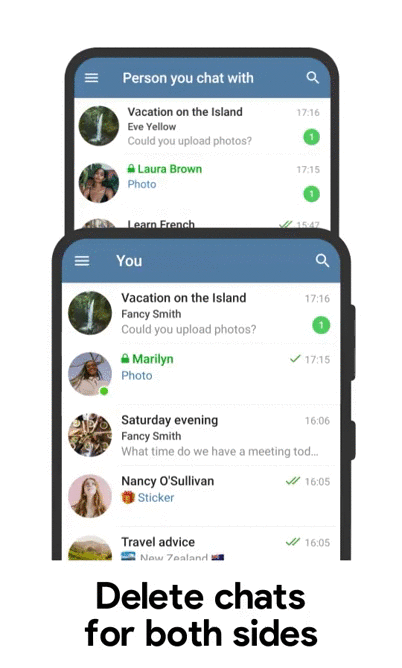 Person you chat with
Vacation on the Island 17:16
Eve Yellow
Could you upload photos? 1
Laura Brown 17:15
Photo 1
Learn French 15:47
You
Vacation on the Island 17:16
Fancy Smith
Could you upload photos? 1
Marilyn 17:15
Photo
Saturday evening 16:06
Fancy Smith
What time do we have a meeting tod...
Nancy O'Sullivan 16:05
Sticker
Travel advice 16:05
New Zealand
Delete chats
for both sides